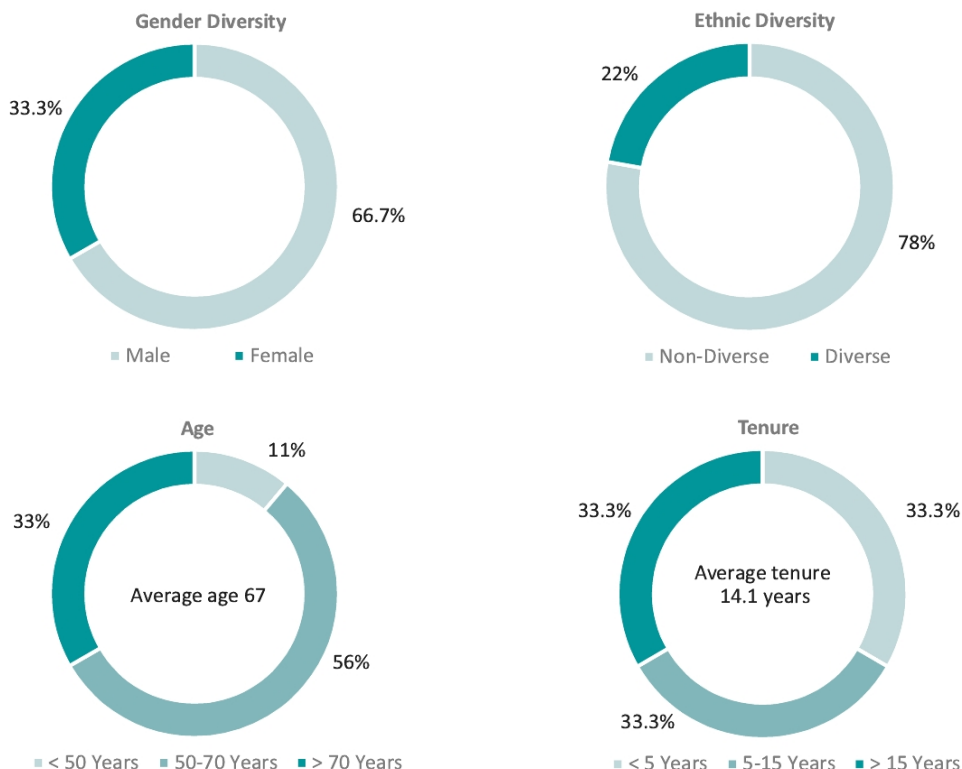 Gender Diversity
33.3%
66.7%
Male Female
Ethnic Diversity
22%
78%
Non-Diverse Diverse
Age
11%
33%
Average age 67
56%
< 50 Years 50-70 Years > 70 Years
Tenure
33.3%
33.3%
Average tenure
14.1 years
33.3%
< 5 Years 5-15 Years > 15 Years